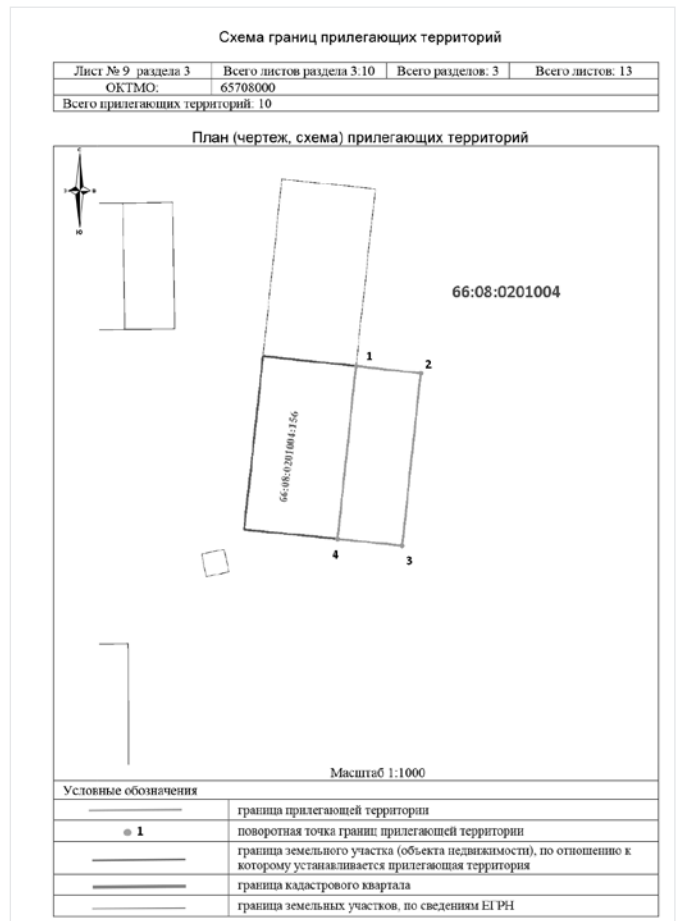 Схема границ прилегающих территорий
Лист № 9 раздела 3 Всего листов раздела 3:10 Всего разделов: 3 Всего листов: 13
ОКТМО: 65708000
Всего прилегающих территорий: 10
План (чертеж, схема) прилегающих территорий
Ю
66:08:0201004
1
2
66:08:0201004:156
4
3
Масштаб 1:1000
Условные обозначения
граница прилегающей территории
1 поворотная точка границ прилегающей территории
граница земельного участка (объекта недвижимости), по отношению к
которому устанавливается прилегающая территория
граница кадастрового квартала
граница земельных участков, по сведениям ЕГРН